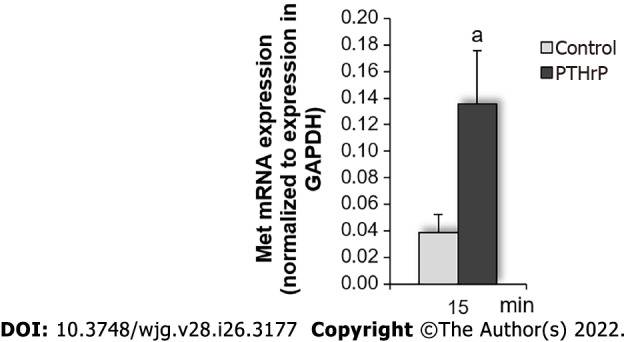 Met mRNA expression
(normalized to expression in
GAPDH)
0.20
0.18
0.16
0.14
0.12
0.10
0.08
0.06
0.04
0.02
0.00
a
Control
PTHrP
15 min
DOI: 10.3748/wjg.v28.i26.3177 Copyright ©The Author(s) 2022.